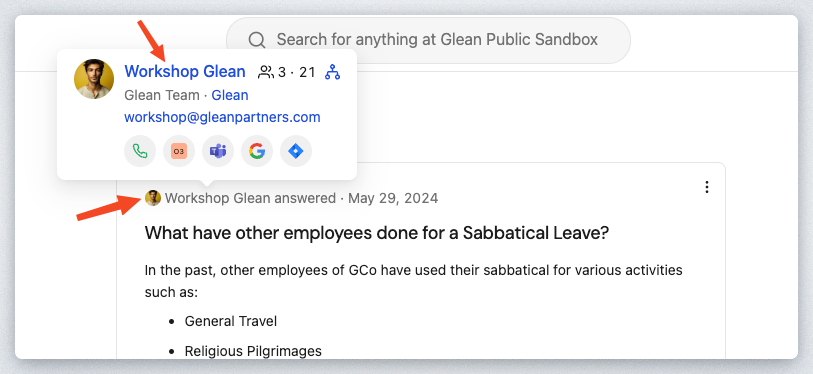 Search for anything at Glean Public Sandbox
Workshop Glean 3 · 21
Glean Team · Glean
workshop@gleanpartners.com
O3
Workshop Glean answered · May 29, 2024
What have other employees done for a Sabbatical Leave?
In the past, other employees of GCo have used their sabbatical for various activities
such as:
• General Travel
• Religious Pilgrimages